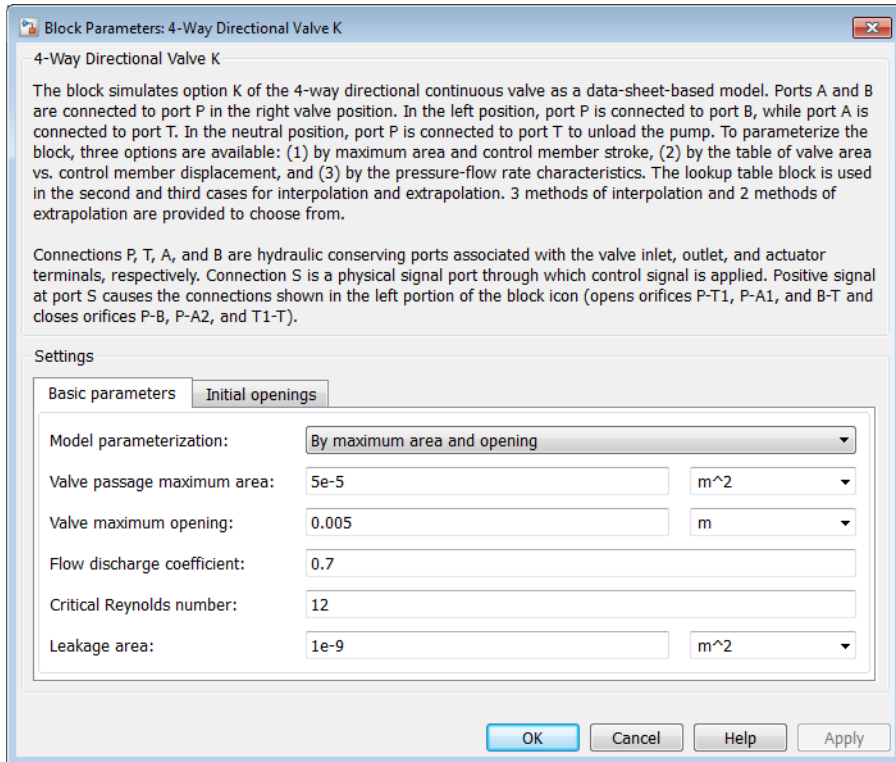 Block Parameters: 4-Way Directional Valve K
4-Way Directional Valve K
The block simulates option K of the 4-way directional continuous valve as a data-sheet-based model. Ports A and B
are connected to port P in the right valve position. In the left position, port P is connected to port B, while port A is
connected to port T. In the neutral position, port P is connected to port T to unload the pump. To parameterize the
block, three options are available: (1) by maximum area and control member stroke, (2) by the table of valve area
vs. control member displacement, and (3) by the pressure-flow rate characteristics. The lookup table block is used
in the second and third cases for interpolation and extrapolation. 3 methods of interpolation and 2 methods of
extrapolation are provided to choose from.
Connections P, T, A, and B are hydraulic conserving ports associated with the valve inlet, outlet, and actuator
terminals, respectively. Connection S is a physical signal port through which control signal is applied. Positive signal
at port S causes the connections shown in the left portion of the block icon (opens orifices P-T1, P-A1, and B-T and
closes orifices P-B, P-A2, and T1-T).
Settings
Basic parameters Initial openings
Model parameterization: By maximum area and opening
Valve passage maximum area: 5e-5 m^2
Valve maximum opening: 0.005 m
Flow discharge coefficient: 0.7
Critical Reynolds number: 12
Leakage area: 1e-9 m^2
OK Cancel Help Apply